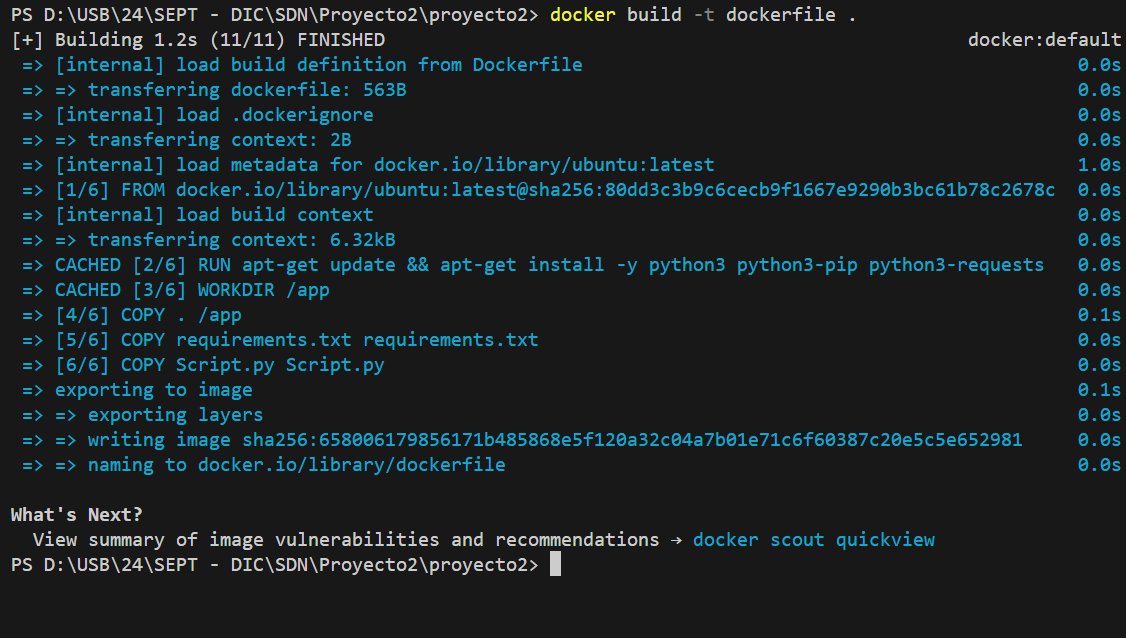 PS D:\USB\24\SEPT - DIC\SDN\Proyecto2\proyecto2> docker build -t dockerfile .
[+] Building 1.2s (11/11) FINISHED docker:default
=> [internal] load build definition from Dockerfile 0.0s
=> => transferring dockerfile: 563B 0.0s
=> [internal] load .dockerignore 0.0s
=> => transferring context: 2B 0.0s
=> [internal] load metadata for docker.io/library/ubuntu:latest 1.0s
=> [1/6] FROM docker.io/library/ubuntu:latest@sha256:80dd3c3b9c6cecb9f1667e9290b3bc61b78c2678c 0.0s
=> [internal] load build context 0.0s
=> => transferring context: 6.32kB 0.0s
=> CACHED [2/6] RUN apt-get update && apt-get install -y python3 python3-pip python3-requests 0.0s
=> CACHED [3/6] WORKDIR /app 0.0s
=> [4/6] COPY . /app 0.1s
=> [5/6] COPY requirements.txt requirements.txt 0.0s
=> [6/6] COPY Script.py Script.py 0.0s
=> exporting to image 0.1s
=> => exporting layers 0.0s
=> => writing image sha256:658006179856171b485868e5f120a32c04a7b01e71c6f60387c20e5c5e652981 0.0s
=> => naming to docker.io/library/dockerfile 0.0s
What's Next?
View summary of image vulnerabilities and recommendations → docker scout quickview
PS D:\USB\24\SEPT - DIC\SDN\Proyecto2\proyecto2>